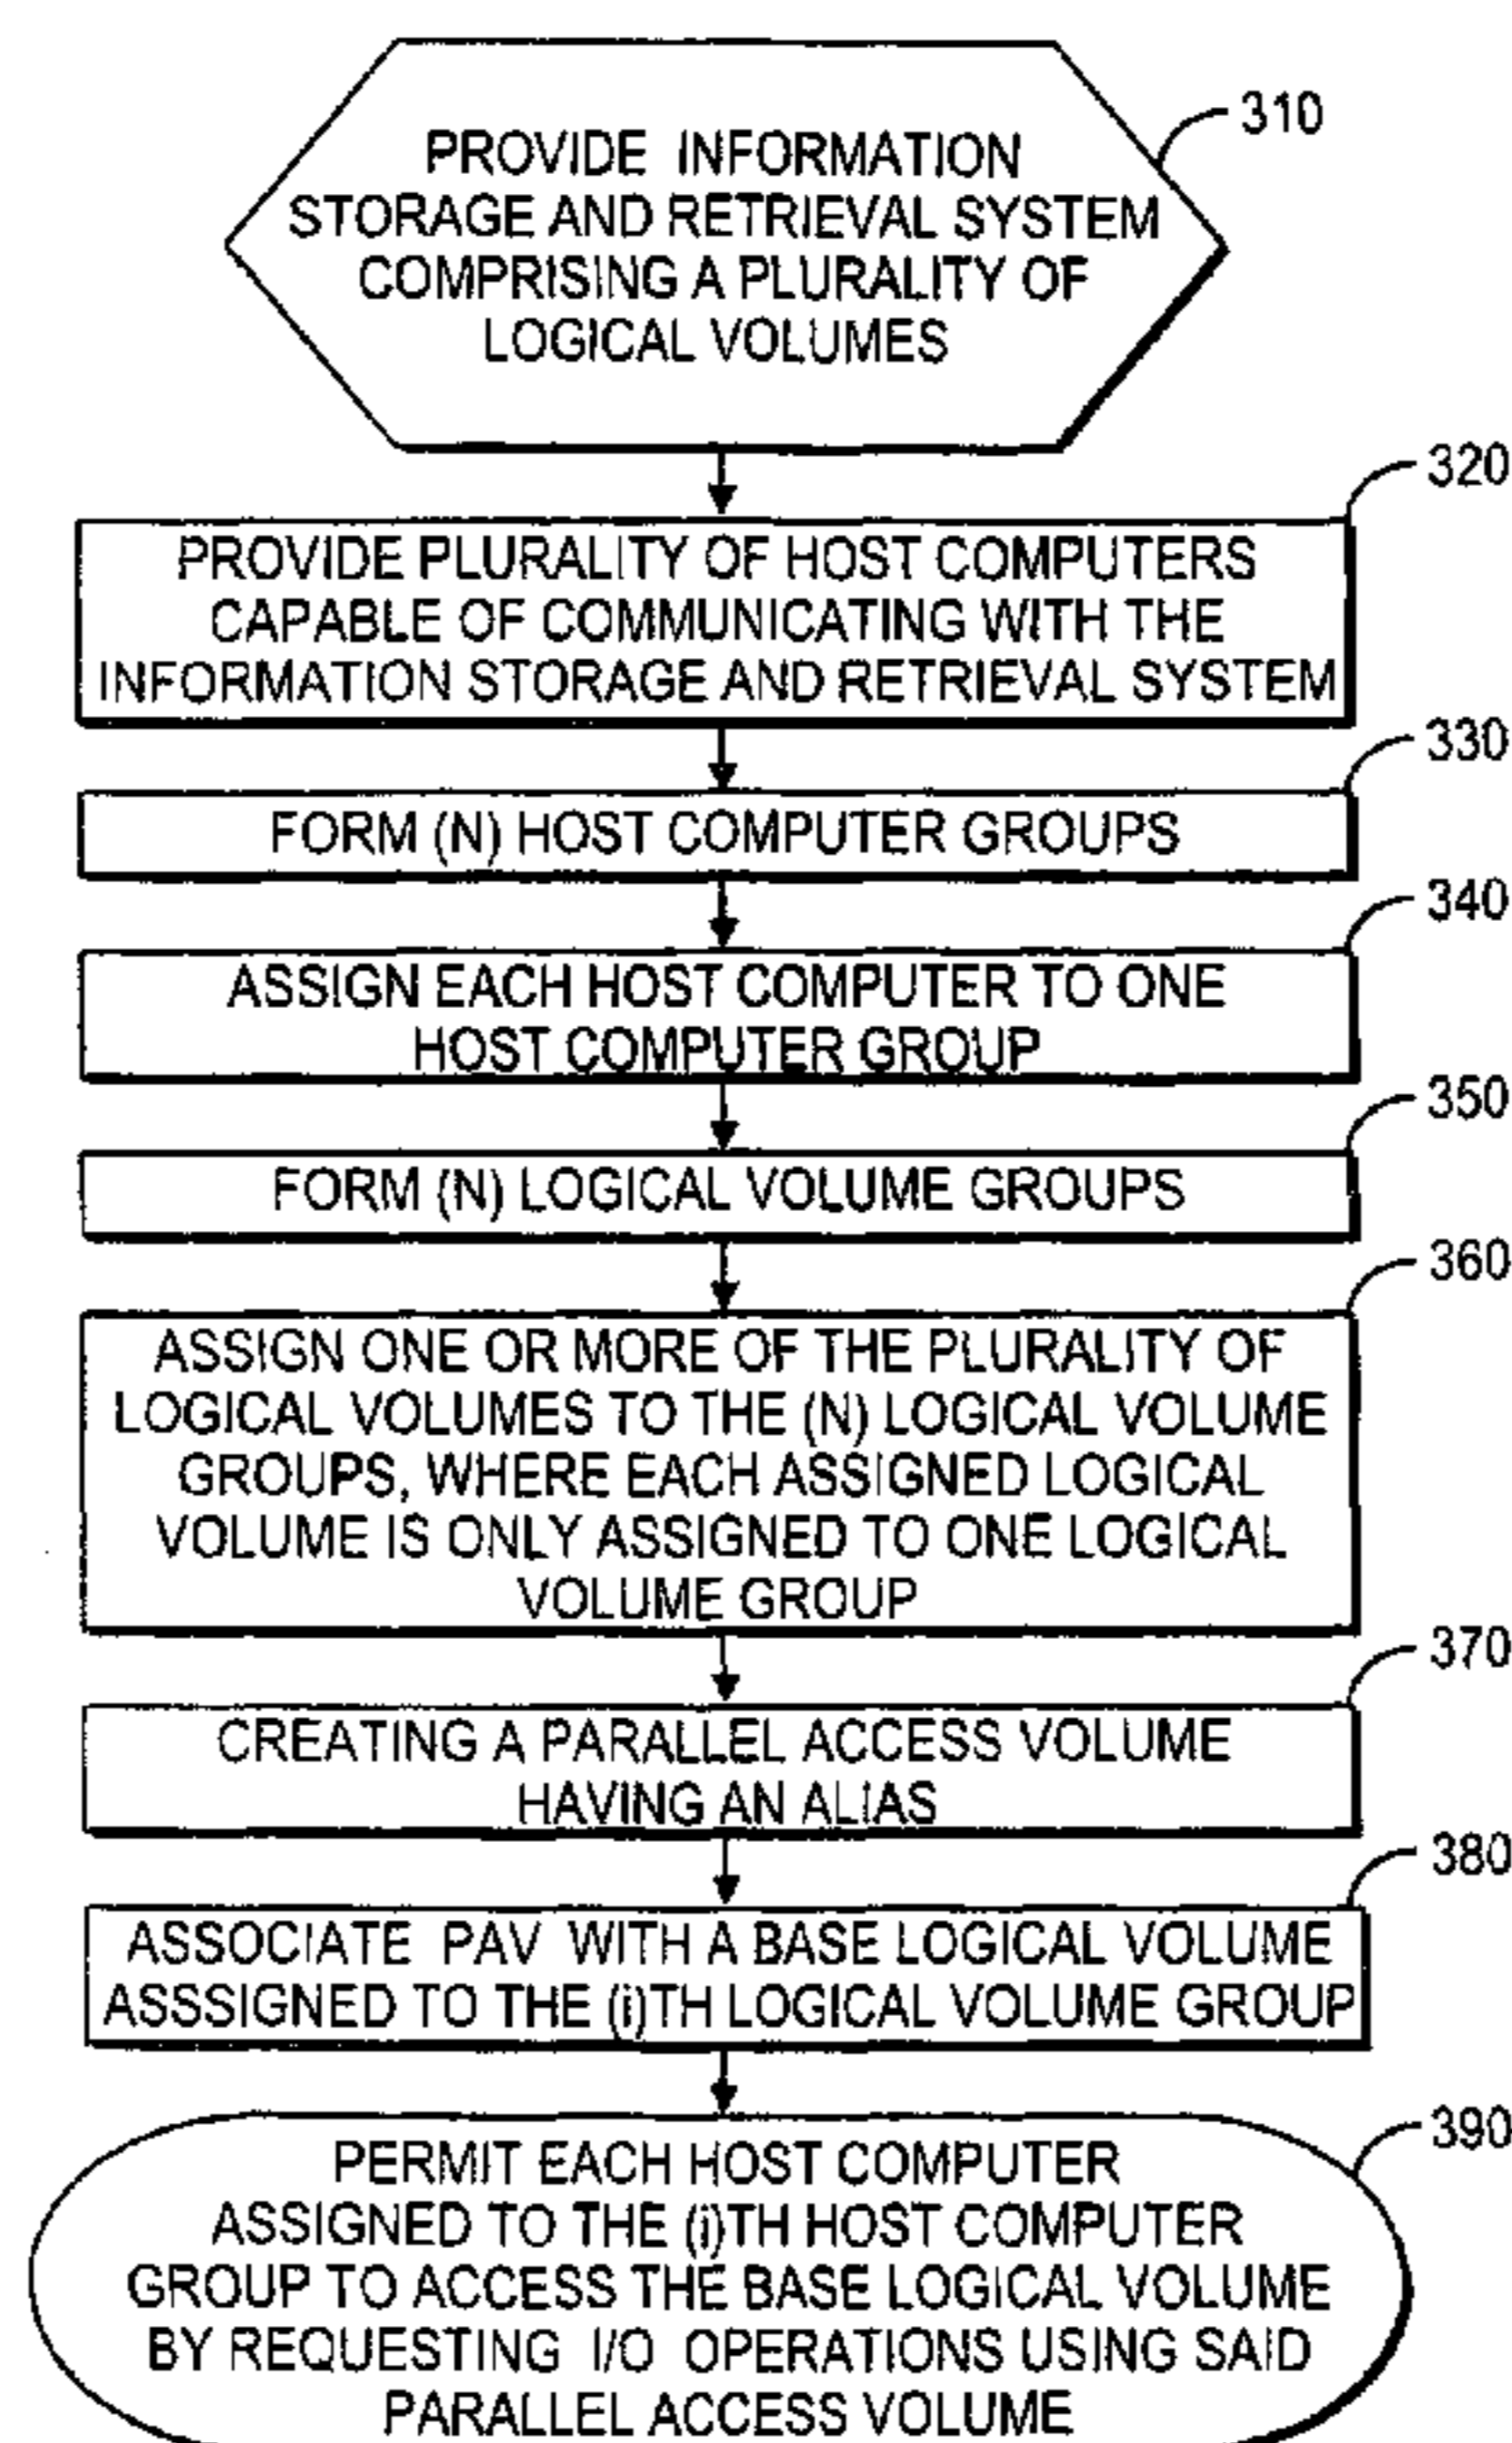 310
PROVIDE INFORMATION
STORAGE AND RETRIEVAL SYSTEM
COMPRISING A PLURALITY OF
LOGICAL VOLUMES
320
PROVIDE PLURALITY OF HOST COMPUTERS
CAPABLE OF COMMUNICATING WITH THE
INFORMATION STORAGE AND RETRIEVAL SYSTEM
330
FORM (N) HOST COMPUTER GROUPS
340
ASSIGN EACH HOST COMPUTER TO ONE
HOST COMPUTER GROUP
350
FORM (N) LOGICAL VOLUME GROUPS
360
ASSIGN ONE OR MORE OF THE PLURALITY OF
LOGICAL VOLUMES TO THE (N) LOGICAL VOLUME
GROUPS, WHERE EACH ASSIGNED LOGICAL
VOLUME IS ONLY ASSIGNED TO ONE LOGICAL
VOLUME GROUP
370
CREATING A PARALLEL ACCESS VOLUME
HAVING AN ALIAS
380
ASSOCIATE PAV WITH A BASE LOGICAL VOLUME
ASSSIGNED TO THE (i)TH LOGICAL VOLUME GROUP
390
PERMIT EACH HOST COMPUTER
ASSIGNED TO THE (i)TH HOST COMPUTER
GROUP TO ACCESS THE BASE LOGICAL VOLUME
BY REQUESTING I/O OPERATIONS USING SAID
PARALLEL ACCESS VOLUME